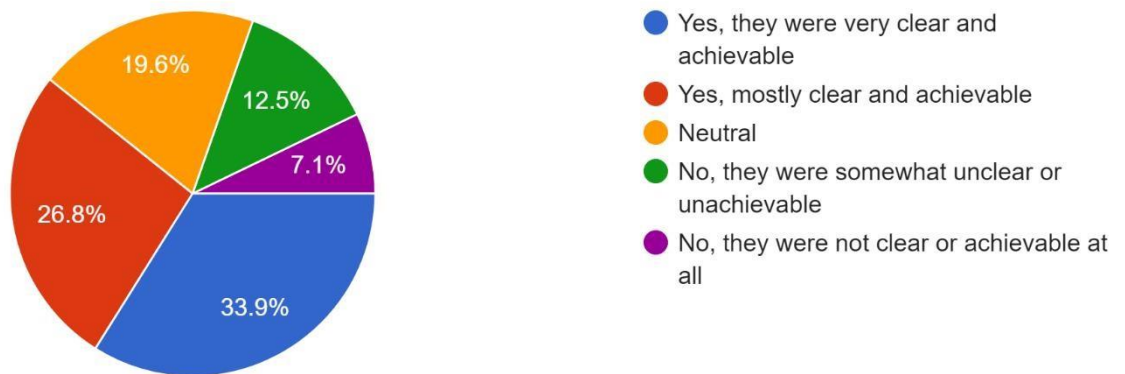 19.6%
12.5%
7.1%
26.8%
33.9%
Yes, they were very clear and
achievable
Yes, mostly clear and achievable
Neutral
No, they were somewhat unclear or
unachievable
No, they were not clear or achievable at
all